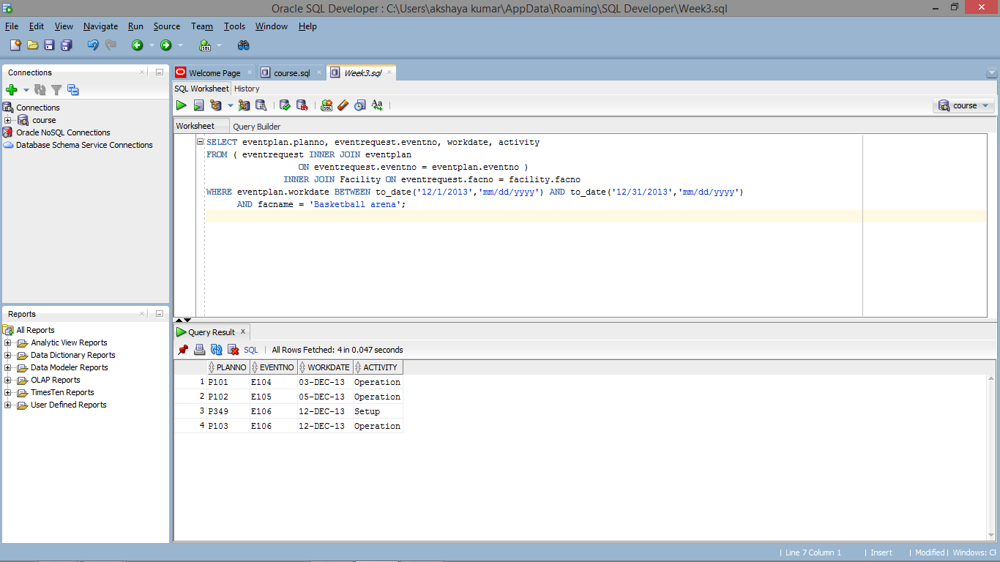 Oracle SQL Developer : C:\Users\akshaya kumar\AppData\Roaming\SQL Developer\Week3.sql
File Edit View Navigate Run Source Team Tools Window Help
Connections
Connections
course
Oracle NoSQL Connections
Database Schema Service Connections
Reports
All Reports
Analytic View Reports
Data Dictionary Reports
Data Modeler Reports
OLAP Reports
TimesTen Reports
User Defined Reports
Welcome Page course.sql Week3.sql
SQL Worksheet History
course
Worksheet Query Builder
SELECT eventplan.planno, eventrequest.eventno, workdate, activity
FROM ( eventrequest INNER JOIN eventplan
ON eventrequest.eventno = eventplan.eventno )
INNER JOIN Facility ON eventrequest.facno = facility.facno
WHERE eventplan.workdate BETWEEN to_date('12/1/2013','mm/dd/yyyy') AND to_date('12/31/2013','mm/dd/yyyy')
AND facname = 'Basketball arena';
Query Result x
SQL | All Rows Fetched: 4 in 0.047 seconds
PLANNO EVENTNO WORKDATE ACTIVITY
1 P101 E104 03-DEC-13 Operation
2 P102 E105 05-DEC-13 Operation
3 P349 E106 12-DEC-13 Setup
4 P103 E106 12-DEC-13 Operation
| Line 7 Column 1 | Insert | Modified | Windows: CF